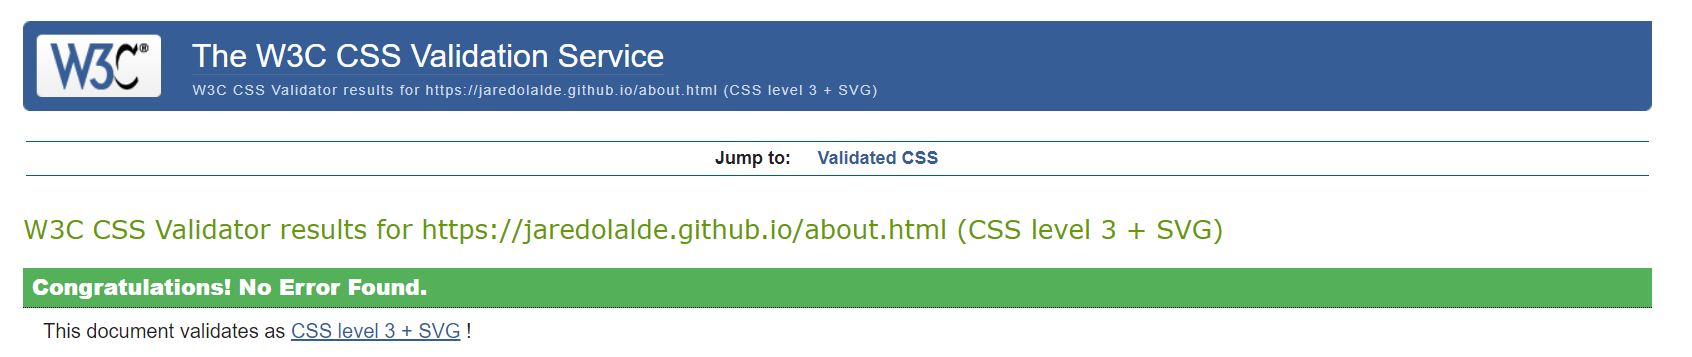 W3C®
The W3C CSS Validation Service
W3C CSS Validator results for https://jaredolalde.github.io/about.html (CSS level 3 + SVG)
Jump to: Validated CSS
W3C CSS Validator results for https://jaredolalde.github.io/about.html (CSS level 3 + SVG)
Congratulations! No Error Found.
This document validates as CSS level 3 + SVG !